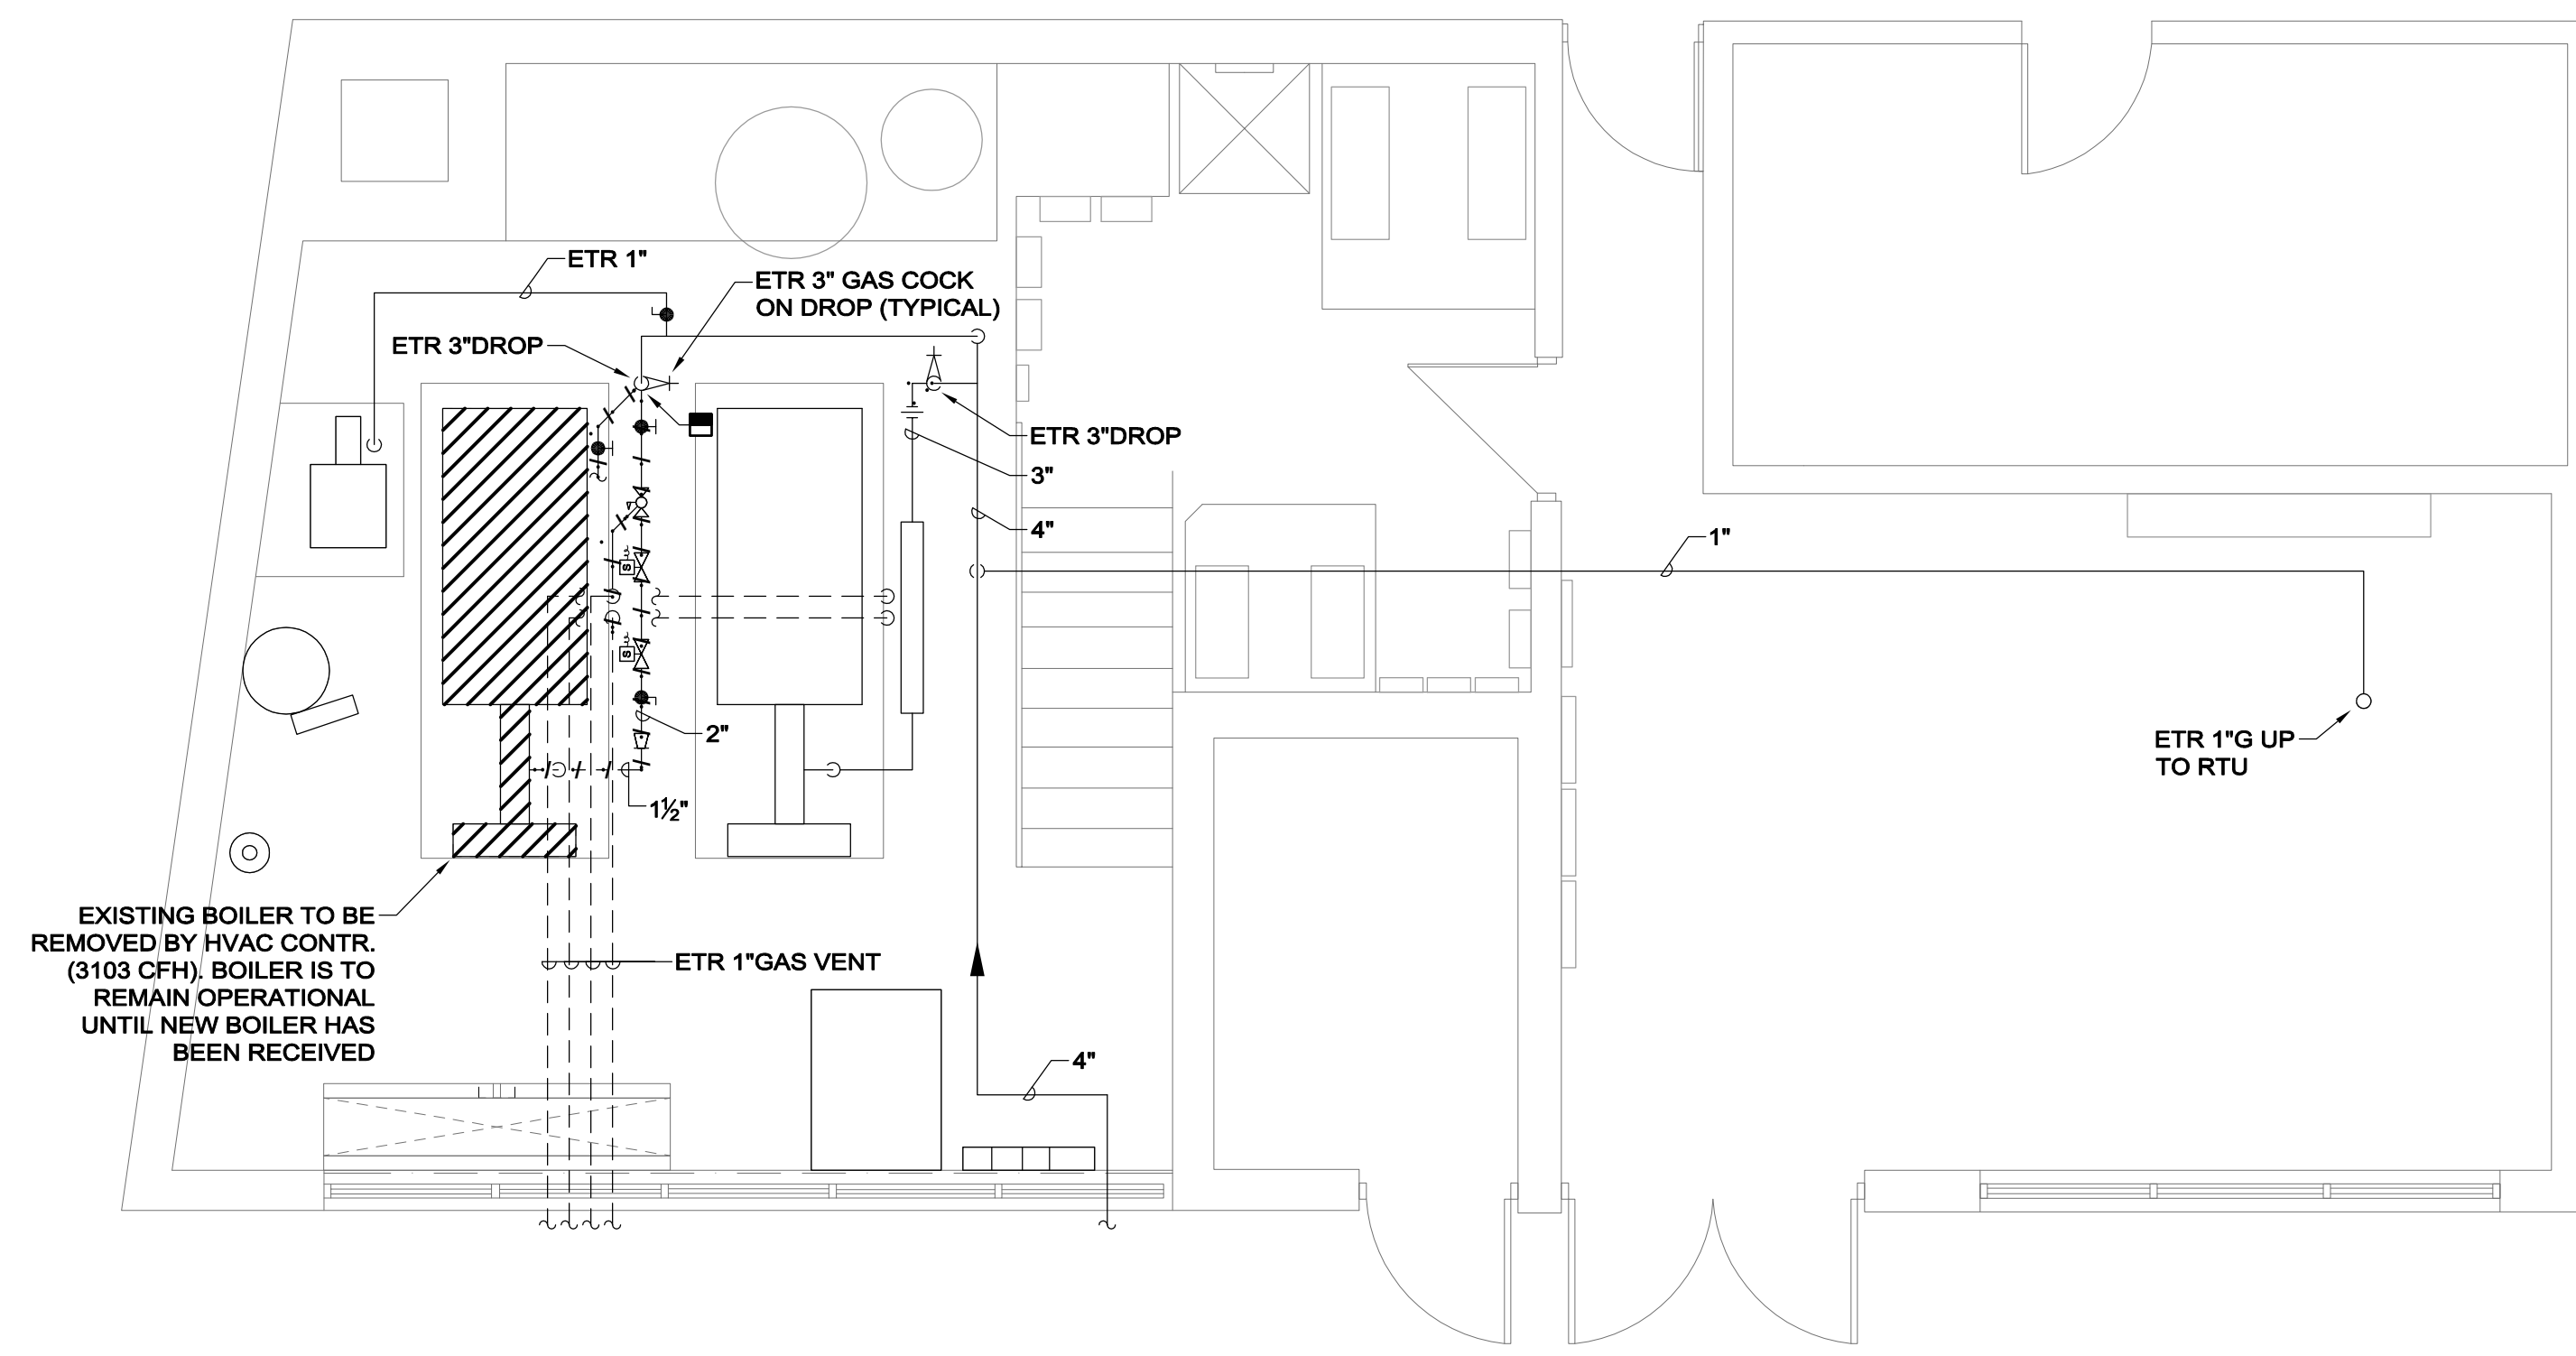 ETR 1"
ETR 3" GAS COCK
ON DROP (TYPICAL)
ETR 3"DROP
ETR 3"DROP
3"
4"
1"
S
S
2"
ETR 1"G UP
TO RTU
1½"
EXISTING BOILER TO BE
REMOVED BY HVAC CONTR.
(3103 CFH). BOILER IS TO
REMAIN OPERATIONAL
UNTIL NEW BOILER HAS
BEEN RECEIVED
ETR 1"GAS VENT
4"